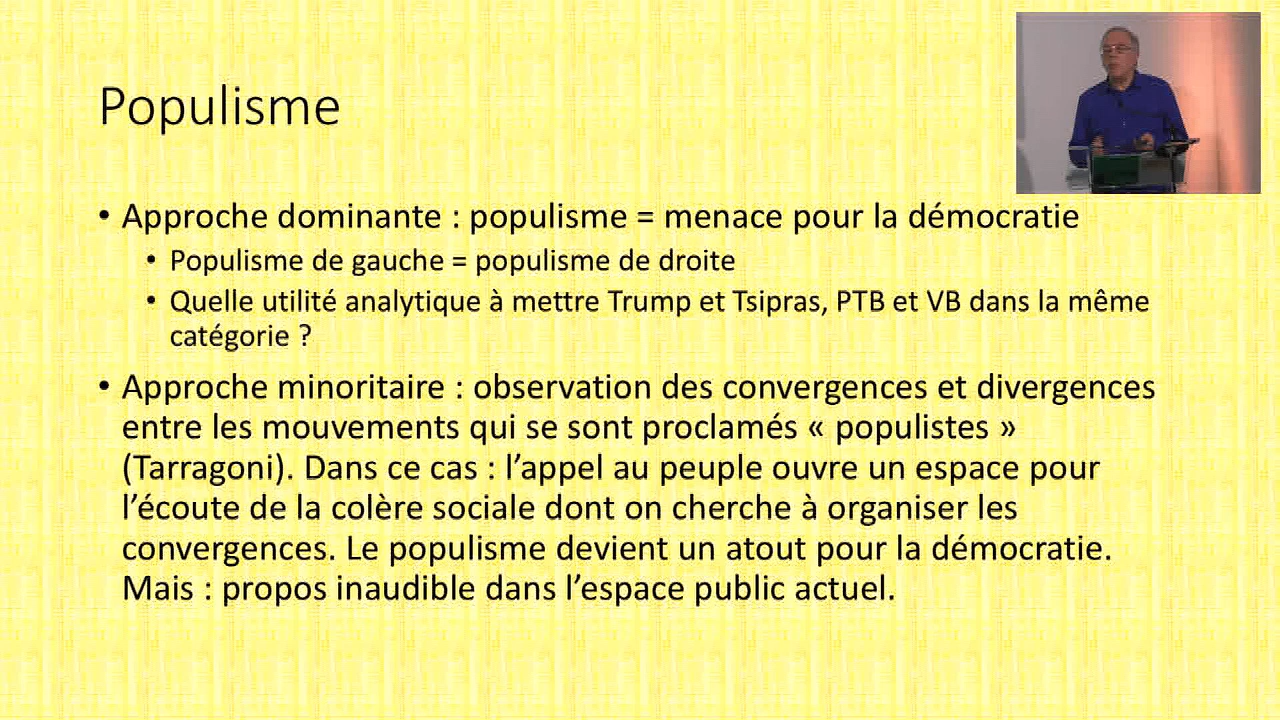 Populisme
• Approche dominante : populisme = menace pour la démocratie
• Populisme de gauche = populisme de droite
• Quelle utilité analytique à mettre Trump et Tsipras, PTB et VB dans la même
catégorie ?
• Approche minoritaire : observation des convergences et divergences
entre les mouvements qui se sont proclamés « populistes »
(Tarragoni). Dans ce cas : l’appel au peuple ouvre un espace pour
l’écoute de la colère sociale dont on cherche à organiser les
convergences. Le populisme devient un atout pour la démocratie.
Mais : propos inaudible dans l’espace public actuel.